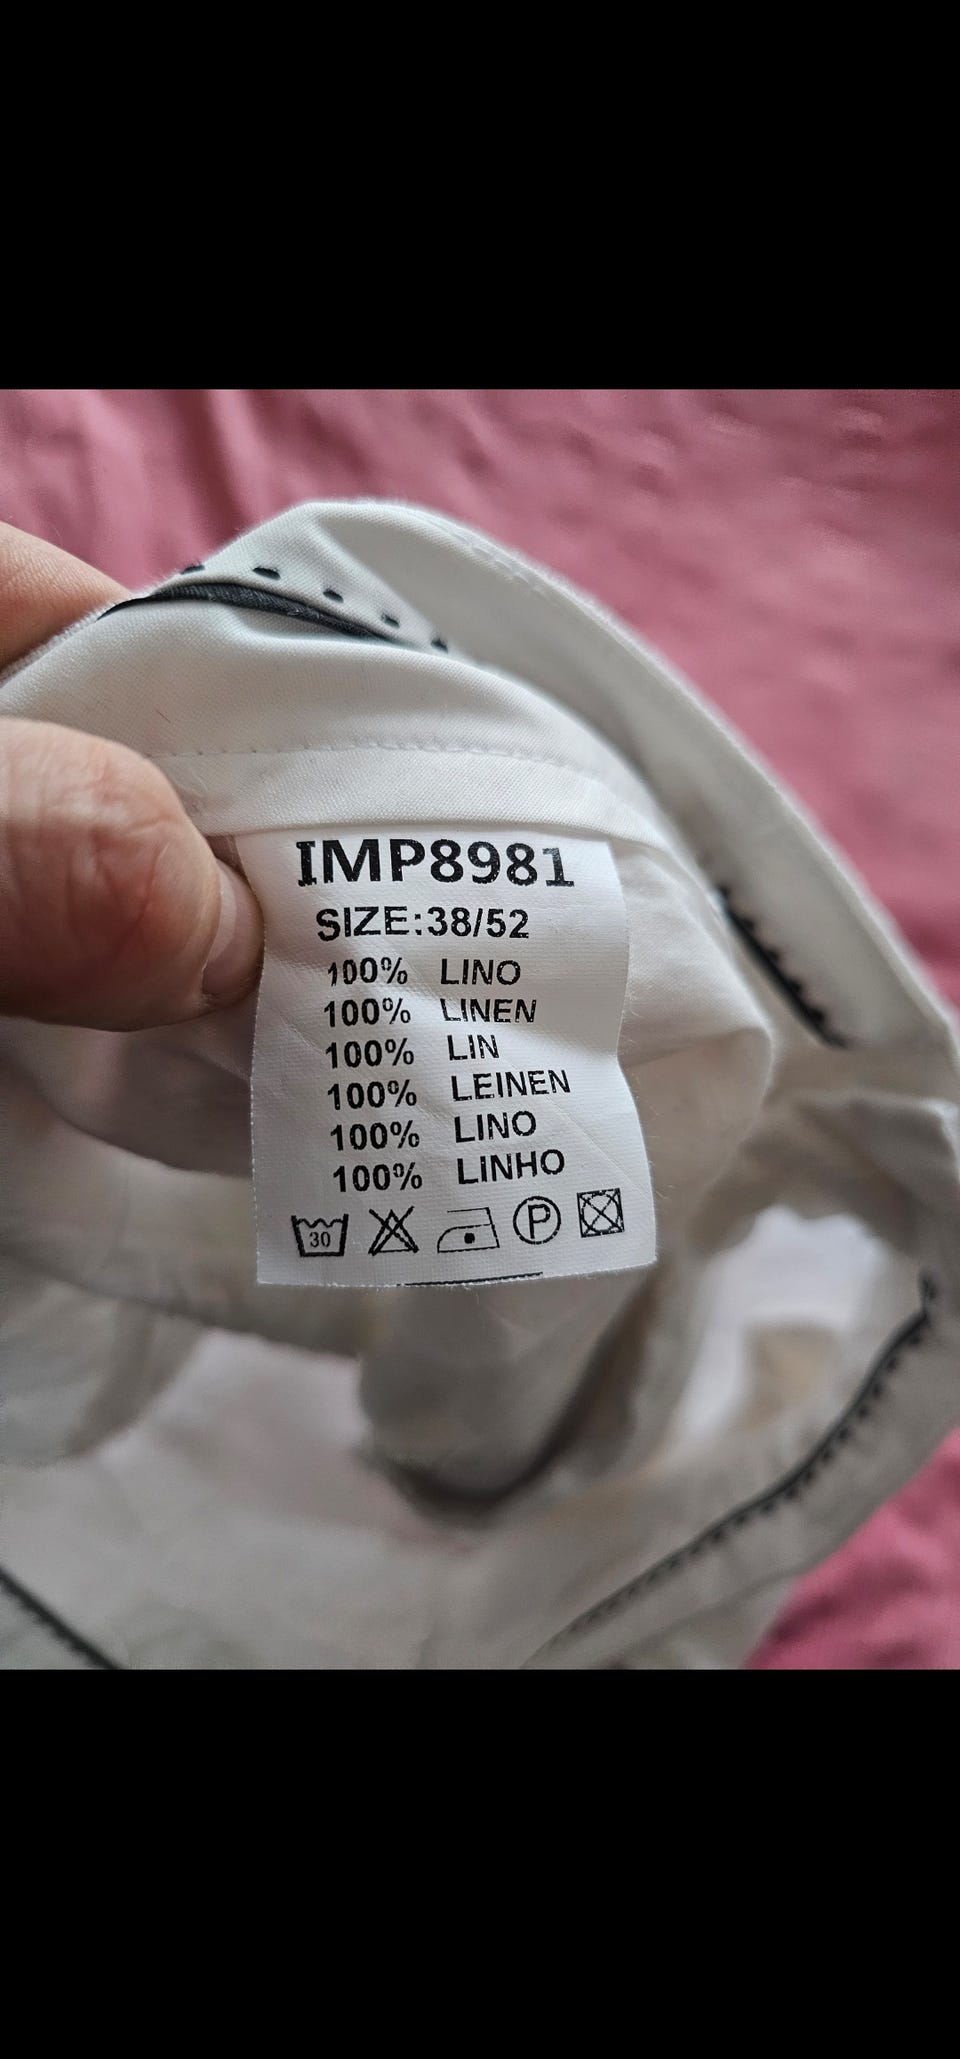 IMP8981
SIZE:38/52
100% LINO
100% LINEN
100% LIN
100% LEINEN
100% LINO
100% LINHO
30 P